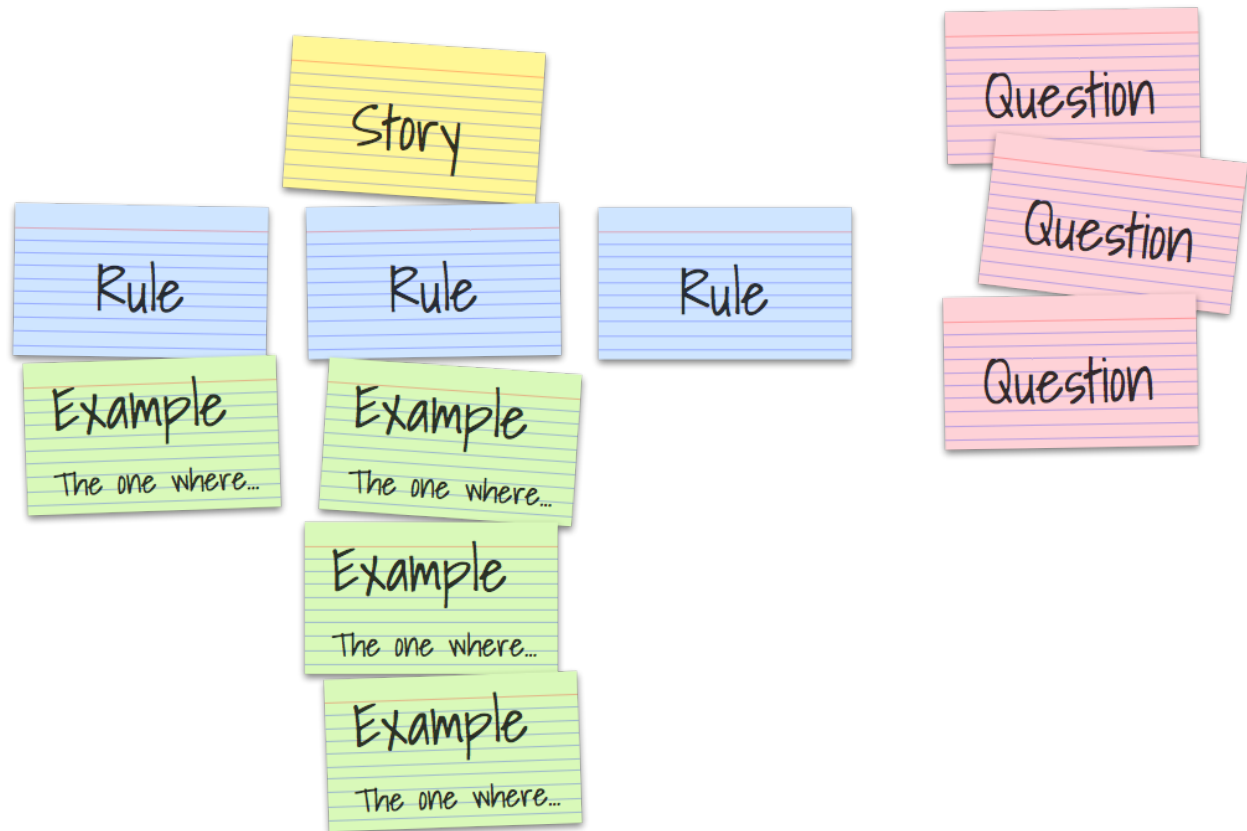 Story
Rule
Rule
Rule
Example
The one where...
Example
The one where...
Example
The one where...
Example
The one where...
Question
Question
Question